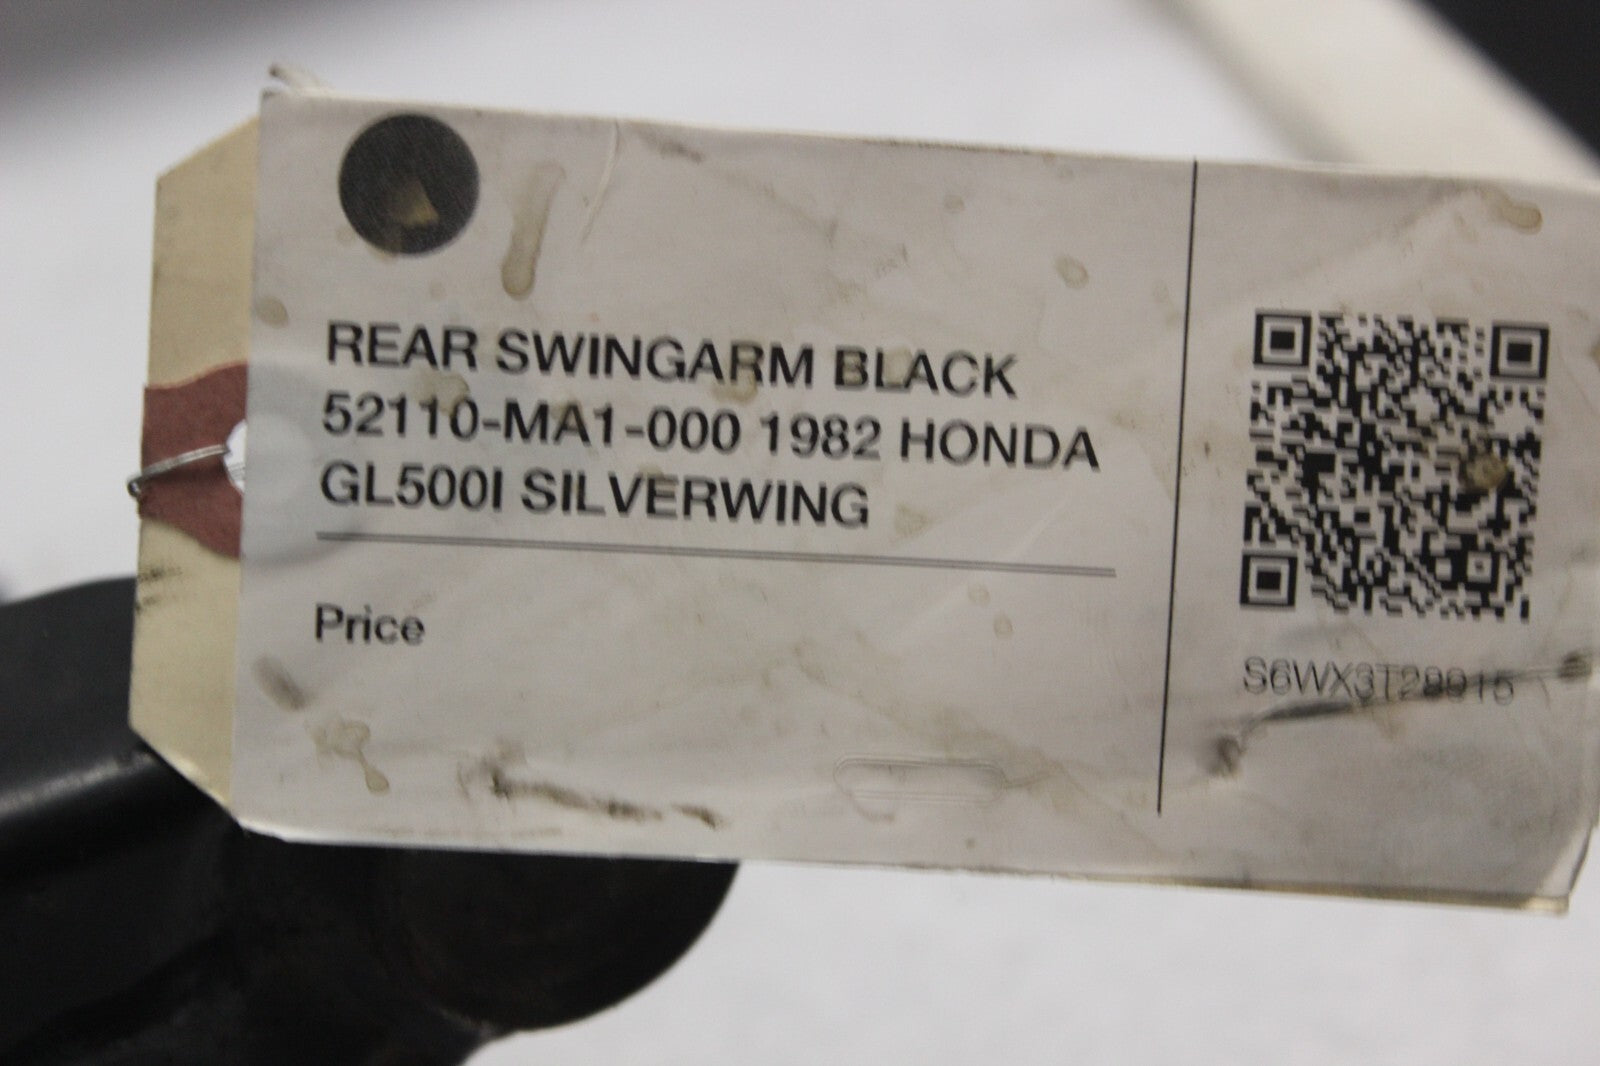 REAR SWINGARM BLACK
52110-MA1-000 1982 HONDA
GL500I SILVERWING
Price